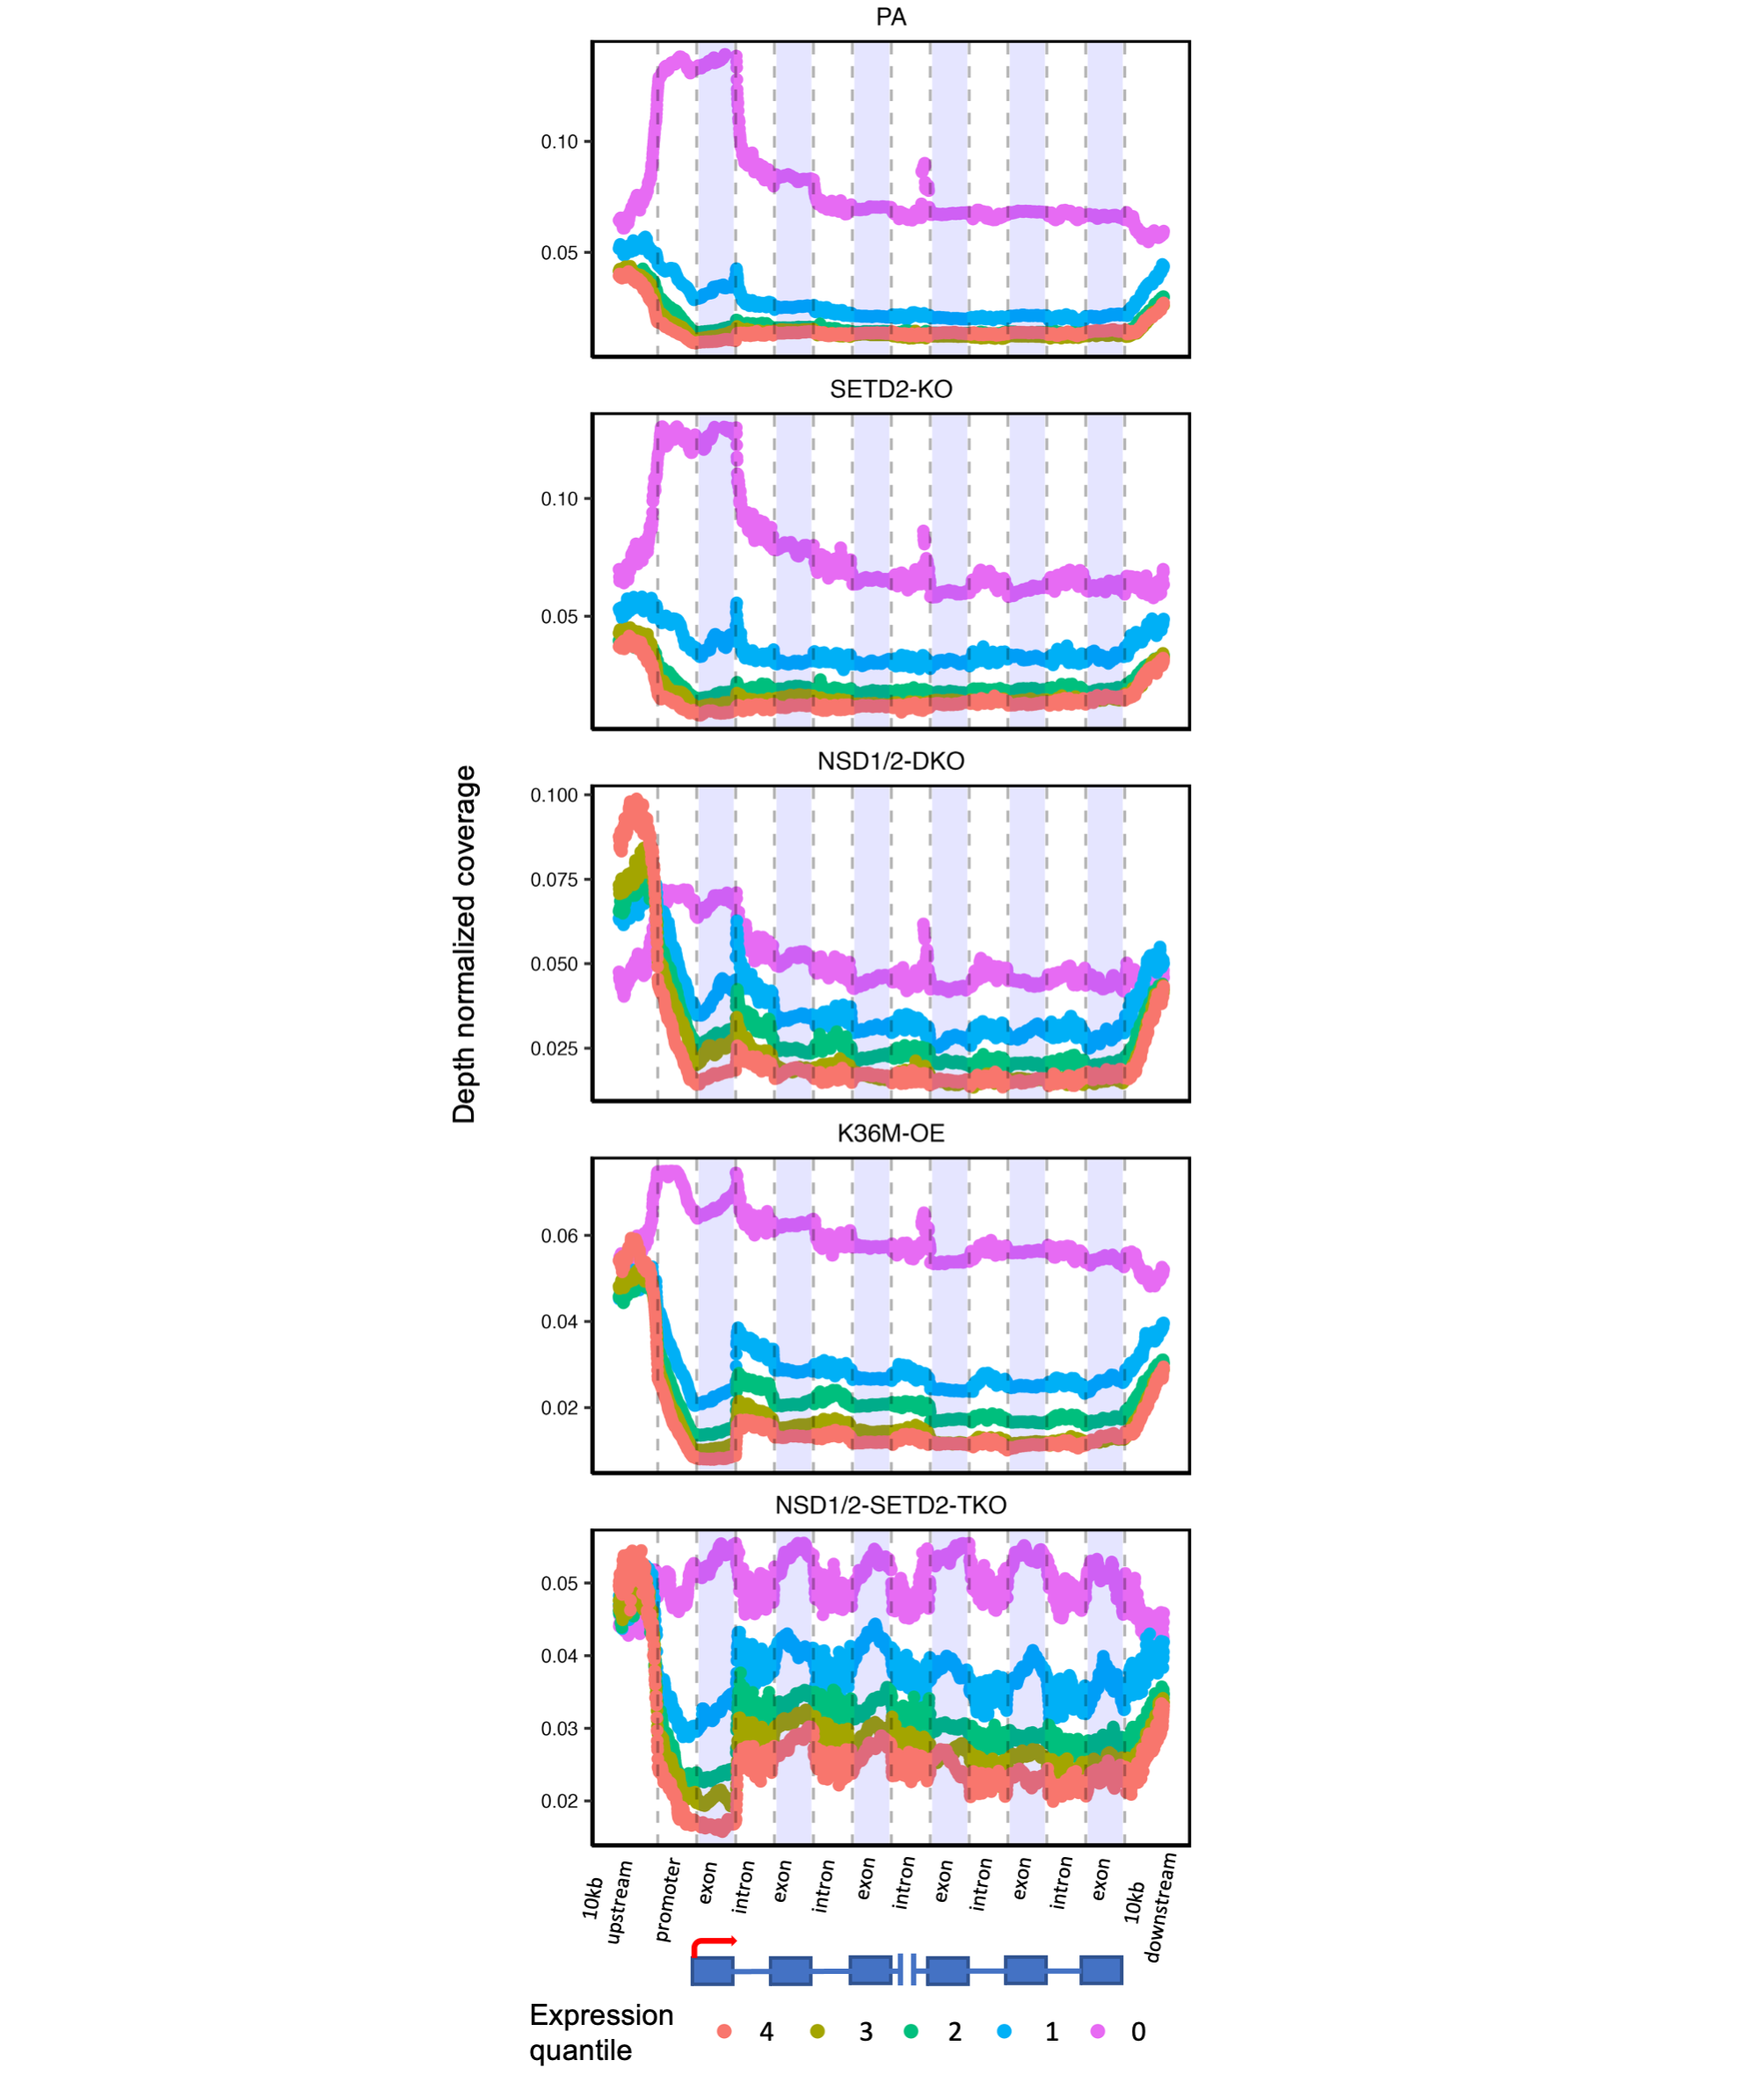 PA
0.10
0.05
SETD2-KO
0.10
0.05
NSD1/2-DKO
0.100
0.075
0.050
0.025
Depth normalized coverage
K36M-OE
0.06
0.04
0.02
NSD1/2-SETD2-TKO
0.05
0.04
0.03
0.02
10kb
upstream
promoter
exon
intron
exon
intron
exon
intron
exon
intron
exon
intron
exon
10kb
downstream
Expression
quantile
4 3 2 1 0